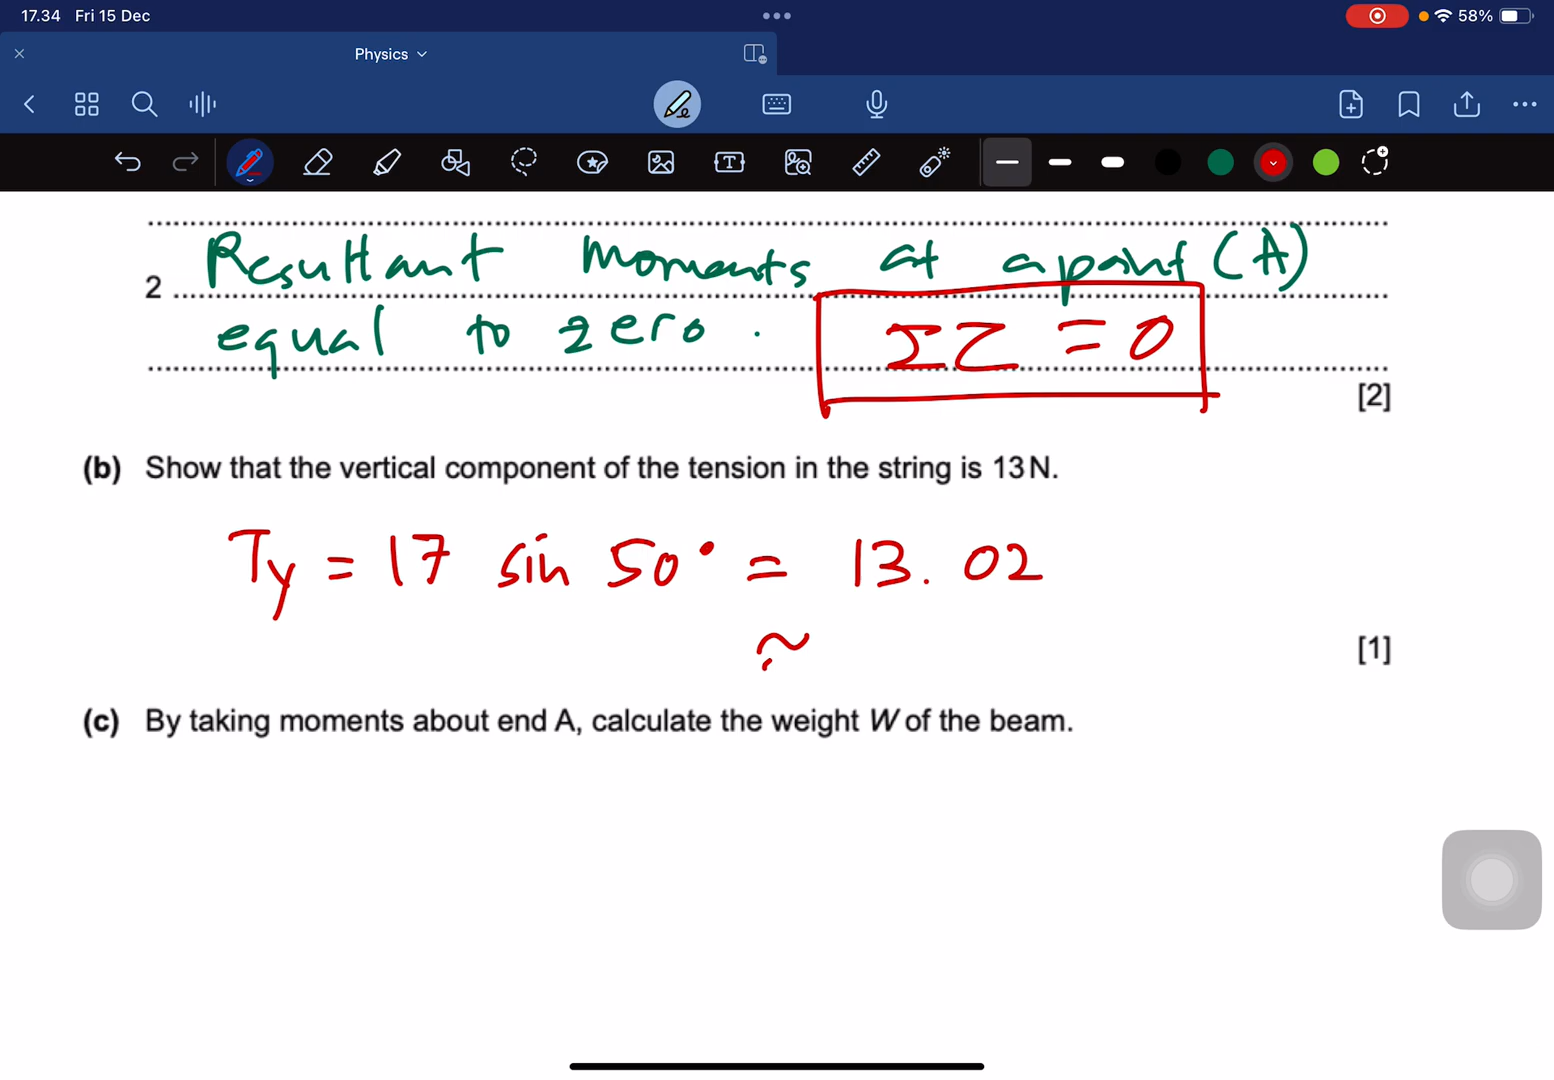 17.34 Fri 15 Dec
58%
Physics
Resultant moments at a point (A)
2
equal to zero. Στ = 0
[2]
(b) Show that the vertical component of the tension in the string is 13 N.
Ty = 17 sin 50° = 13.02
≈
[1]
(c) By taking moments about end A, calculate the weight W of the beam.